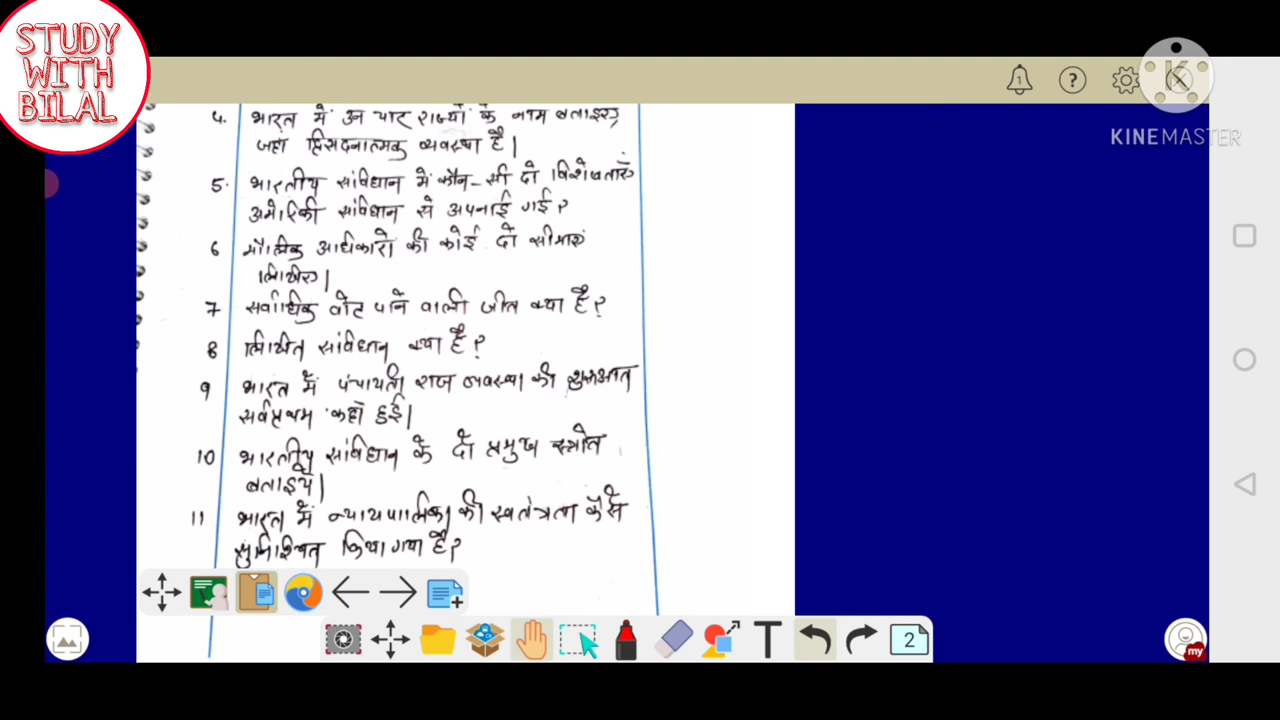 STUDY
WITH
BILAL
KINEMASTER
4. भारत में उन चार राज्यों के नाम बताइए,
जहां द्विसदनात्मक व्यवस्था है|
5. भारतीय संविधान में कौन-सी दो विशेषताएँ
अमेरिकी संविधान से अपनाई गई?
6 मौलिक अधिकारो की कोई दो सीमाएं
लिखिए|
7 सर्वाधिक वोट पाने वाली जीत क्या है?
8 लिखित संविधान क्या है?
9 भारत में पंचायती राज व्यवस्था की शुरुआत
सर्वप्रथम कहाँ हुई|
10 भारतीय संविधान के दो प्रमुख स्त्रोत
बताइये|
11 भारत में न्यायपालिका की स्वतंत्रता कैसे
सुनिश्चित किया गया है?
T
2
my